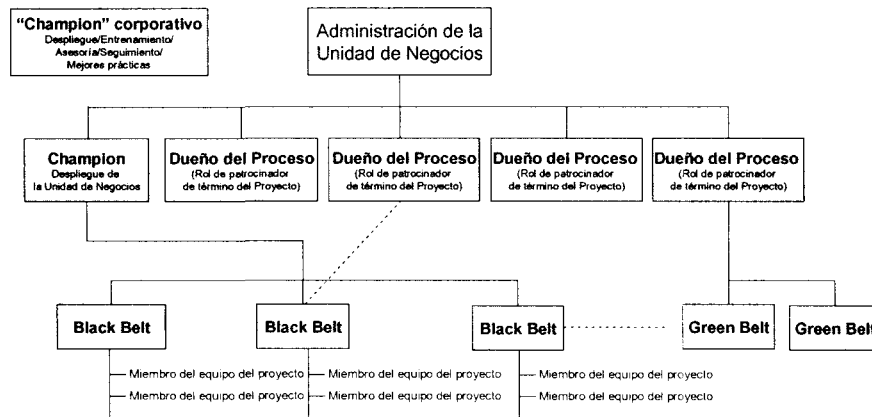 “Champion” corporativo
Despliegue/Entrenamiento/
Asesoría/Seguimiento/
Mejores prácticas
Administración de la
Unidad de Negocios
Champion
Despliegue de
la Unidad de Negocios
Dueño del Proceso
(Rol de patrocinador
de término del Proyecto)
Dueño del Proceso
(Rol de patrocinador
de término del Proyecto)
Dueño del Proceso
(Rol de patrocinador
de término del Proyecto)
Dueño del Proceso
(Rol de patrocinador
de término del Proyecto)
Black Belt
Black Belt
Black Belt
Green Belt
Green Belt
Miembro del equipo del proyecto
Miembro del equipo del proyecto
Miembro del equipo del proyecto
Miembro del equipo del proyecto
Miembro del equipo del proyecto
Miembro del equipo del proyecto